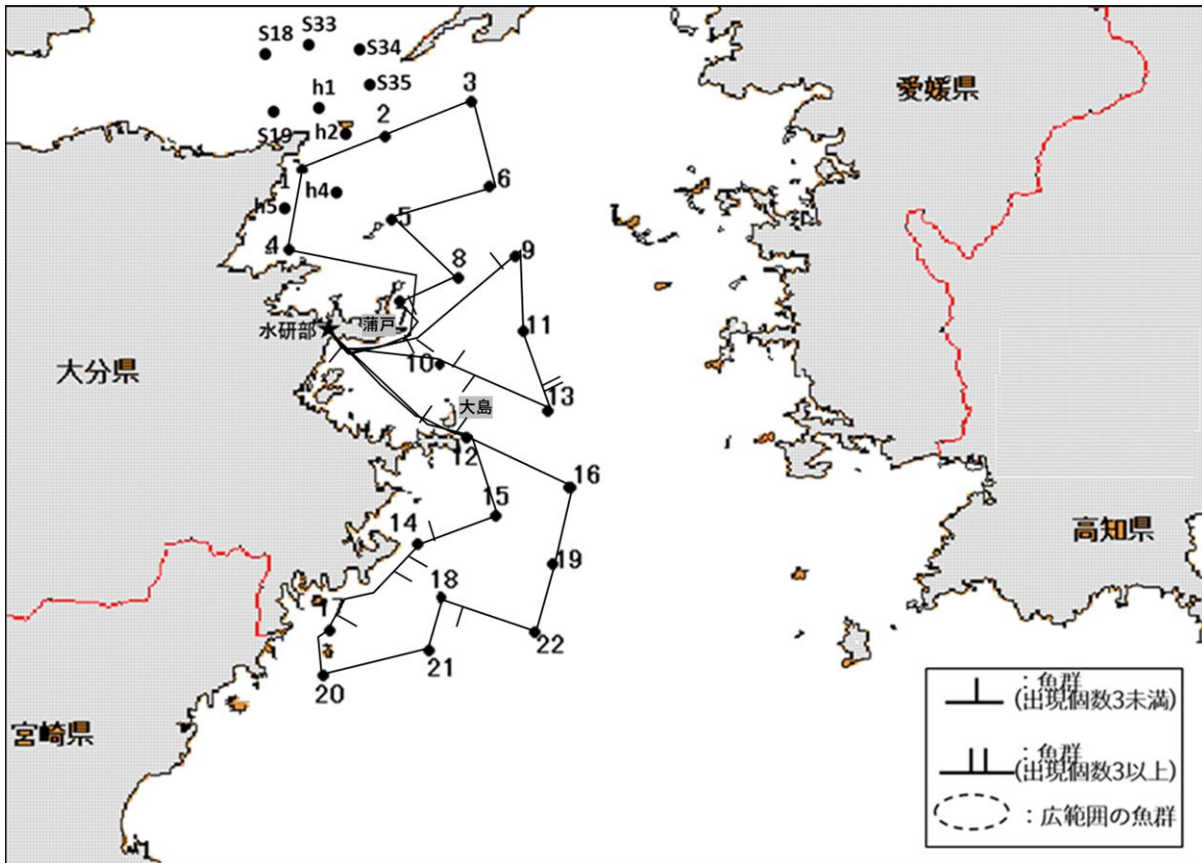 S18
S33
S34
S35
h1
S19
h2
3
2
1
h4
6
h5
5
4
8
9
愛媛県
水研部
蒲戸
11
大分県
10
13
大島
12
16
15
14
高知県
19
18
17
22
21
20
宮崎県
: 魚群
(出現個数3未満)
: 魚群
(出現個数3以上)
: 広範囲の魚群